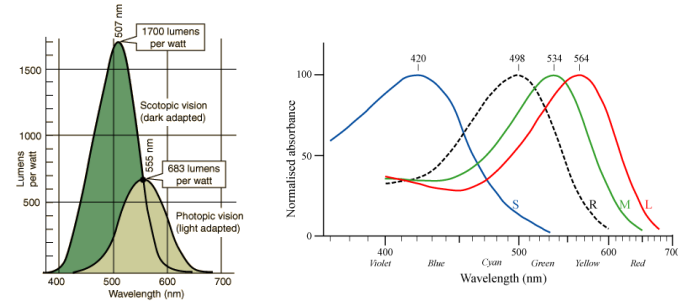 507 nm
1700 lumens
per watt
1500
Scotopic vision
(dark adapted)
1000
555 nm
683 lumens
per watt
Lumens
per watt
500
Photopic vision
(light adapted)
400 500 600 700
Wavelength (nm)
420 498 534 564
100
Normalised absorbance
50
S R M L
0
400 500 600 700
Violet Blue Cyan Green Yellow Red
Wavelength (nm)